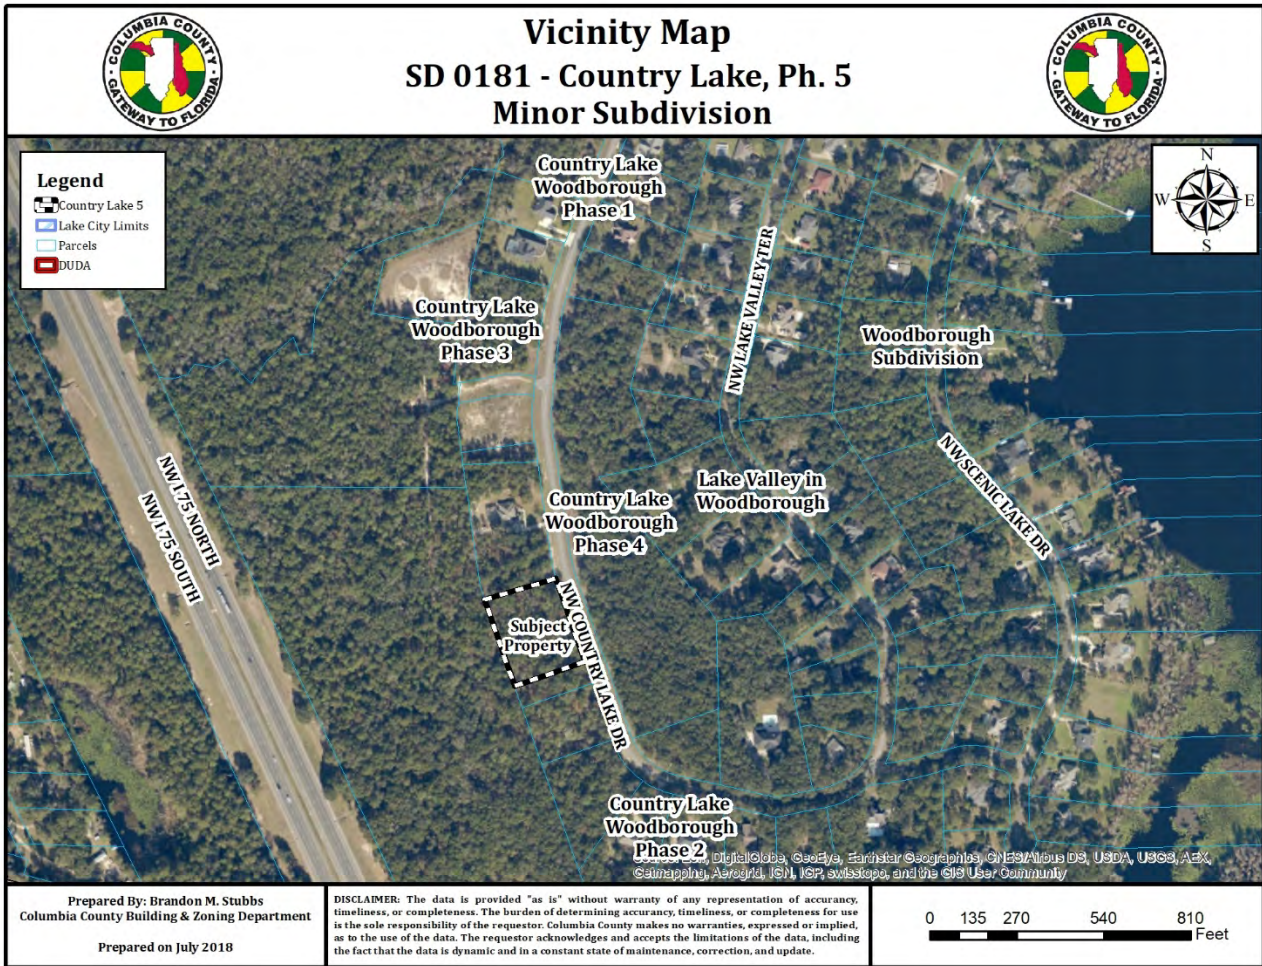 Vicinity Map
SD 0181 - Country Lake, Ph. 5
Minor Subdivision
COLUMBIA COUNTY
GATEWAY TO FLORIDA
COLUMBIA COUNTY
GATEWAY TO FLORIDA
Legend
Country Lake 5
Lake City Limits
Parcels
DUDA
N
W
E
S
Country Lake
Woodborough
Phase 1
NW LAKE VALLEY TER
Country Lake
Woodborough
Phase 3
Woodborough
Subdivision
NW I 75 NORTH
NW I 75 SOUTH
Country Lake
Woodborough
Phase 4
Lake Valley in
Woodborough
NW SCENIC LAKE DR
Subject
Property
NW COUNTRY LAKE DR
Country Lake
Woodborough
Phase 2
DigitalGlobe, GeoEye, Earthstar Geographics, CNES/Airbus DS, USDA, USGS, AEX,
Getmapping, Aerogrid, IGN, IGP, swisstopo, and the GIS User Community
Prepared By: Brandon M. Stubbs
Columbia County Building & Zoning Department
Prepared on July 2018
DISCLAIMER: The data is provided "as is" without warranty of any representation of accuracy,
timeliness, or completeness. The burden of determining accuracy, timeliness, or completeness for use
is the sole responsibility of the requestor. Columbia County makes no warranties, expressed or implied,
as to the use of the data. The requestor acknowledges and accepts the limitations of the data, including
the fact that the data is dynamic and in a constant state of maintenance, correction, and update.
0 135 270 540 810
Feet